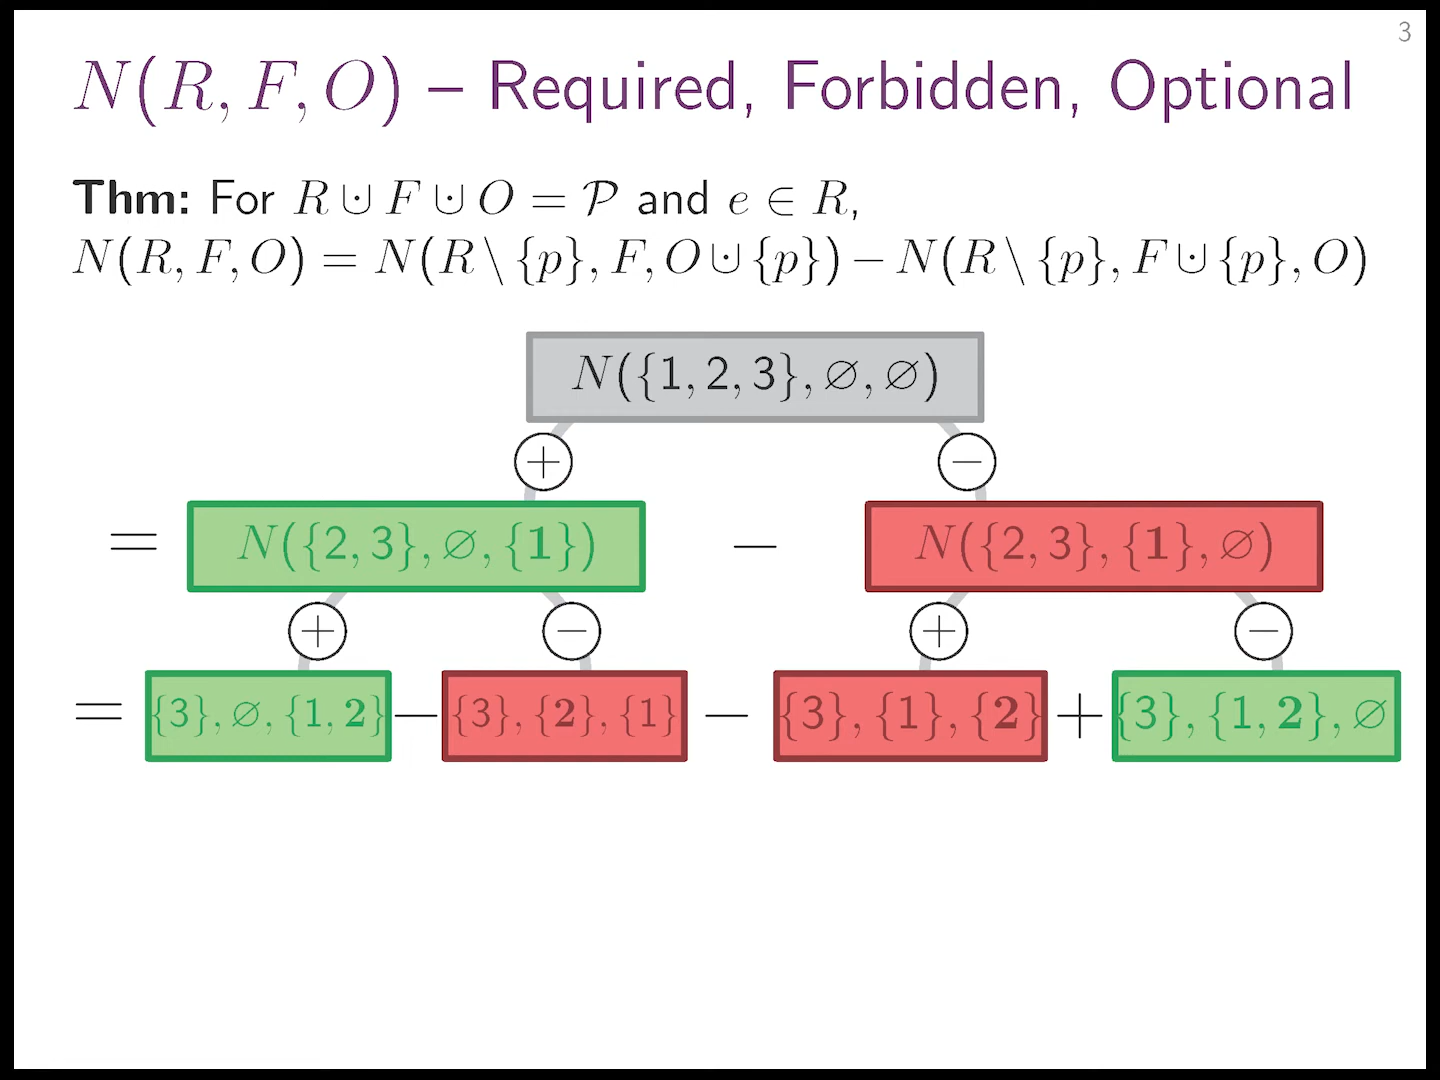 3
N(R, F, O) – Required, Forbidden, Optional
Thm: For R ⊍ F ⊍ O = 𝒫 and e ∈ R,
N(R, F, O) = N(R \ {p}, F, O ⊍ {p}) − N(R \ {p}, F ⊍ {p}, O)
N({1, 2, 3}, ∅, ∅)
+ −
= N({2, 3}, ∅, {1}) − N({2, 3}, {1}, ∅)
+ − + −
= {3}, ∅, {1, 2} − {3}, {2}, {1} − {3}, {1}, {2} + {3}, {1, 2}, ∅